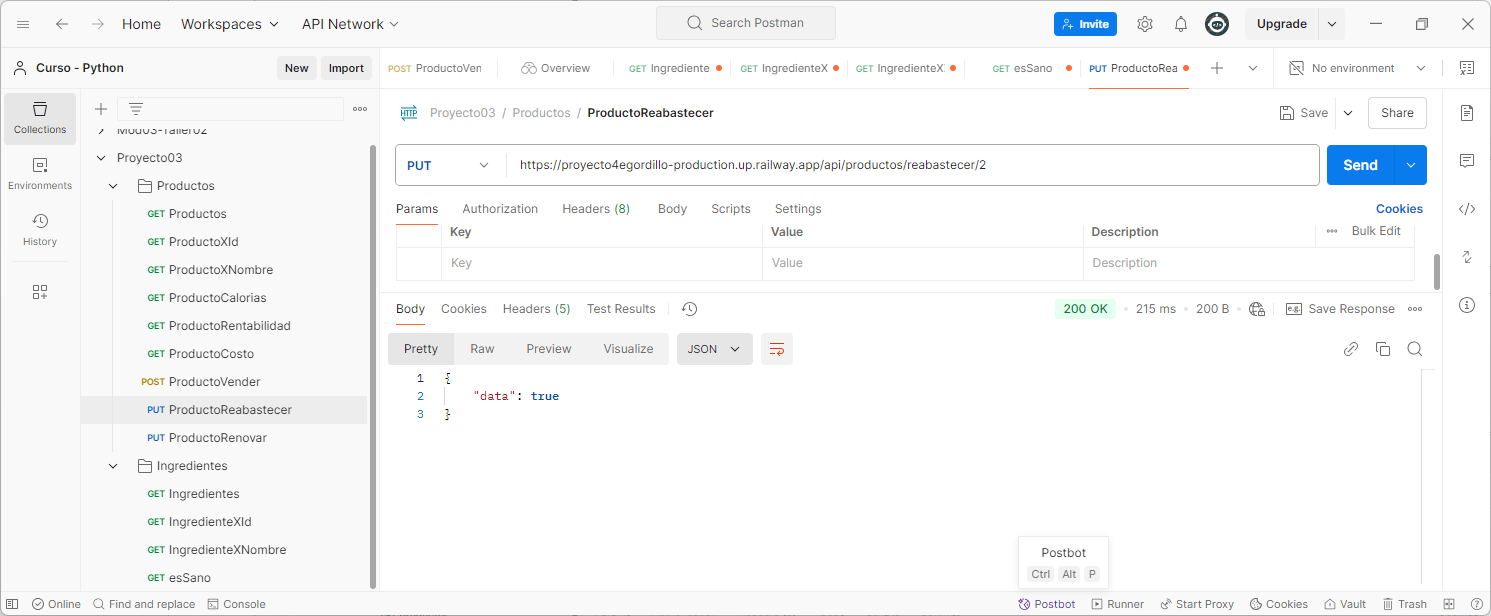 Home Workspaces API Network Search Postman Invite Upgrade
Curso - Python New Import POST ProductoVen Overview GET Ingrediente GET IngredienteX GET IngredienteX GET esSano PUT ProductoRea No environment
Collections
Environments
History
Mod03-Taller02
Proyecto03
Productos
GET Productos
GET ProductoXId
GET ProductoXNombre
GET ProductoCalorias
GET ProductoRentabilidad
GET ProductoCosto
POST ProductoVender
PUT ProductoReabastecer
PUT ProductoRenovar
Ingredientes
GET Ingredientes
GET IngredienteXId
GET IngredienteXNombre
GET esSano
HTTP Proyecto03 / Productos / ProductoReabastecer Save Share
PUT https://proyecto4egordillo-production.up.railway.app/api/productos/reabastecer/2 Send
Params Authorization Headers (8) Body Scripts Settings Cookies
Key Value Description Bulk Edit
Key Value Description
Body Cookies Headers (5) Test Results 200 OK 215 ms 200 B e.g. Save Response
Pretty Raw Preview Visualize JSON
1 {
2 "data": true
3 }
Postbot
Ctrl Alt P
Online Find and replace Console Postbot Runner Start Proxy Cookies Vault Trash